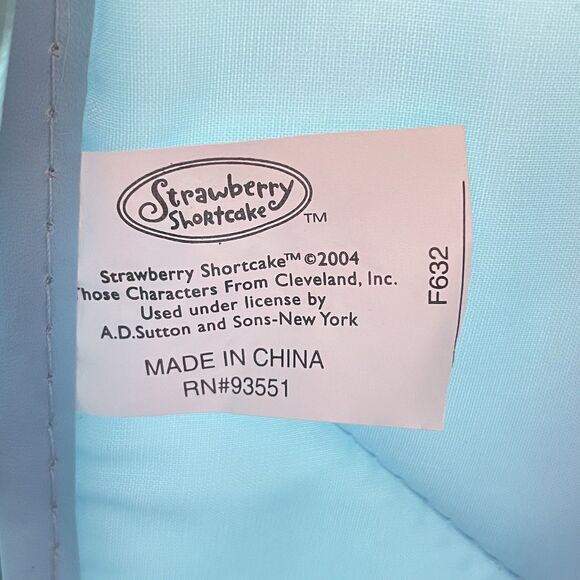 Strawberry
Shortcake
TM
Strawberry Shortcake™ ©2004
Those Characters From Cleveland, Inc.
Used under license by
A.D.Sutton and Sons-New York
MADE IN CHINA
RN#93551
F632